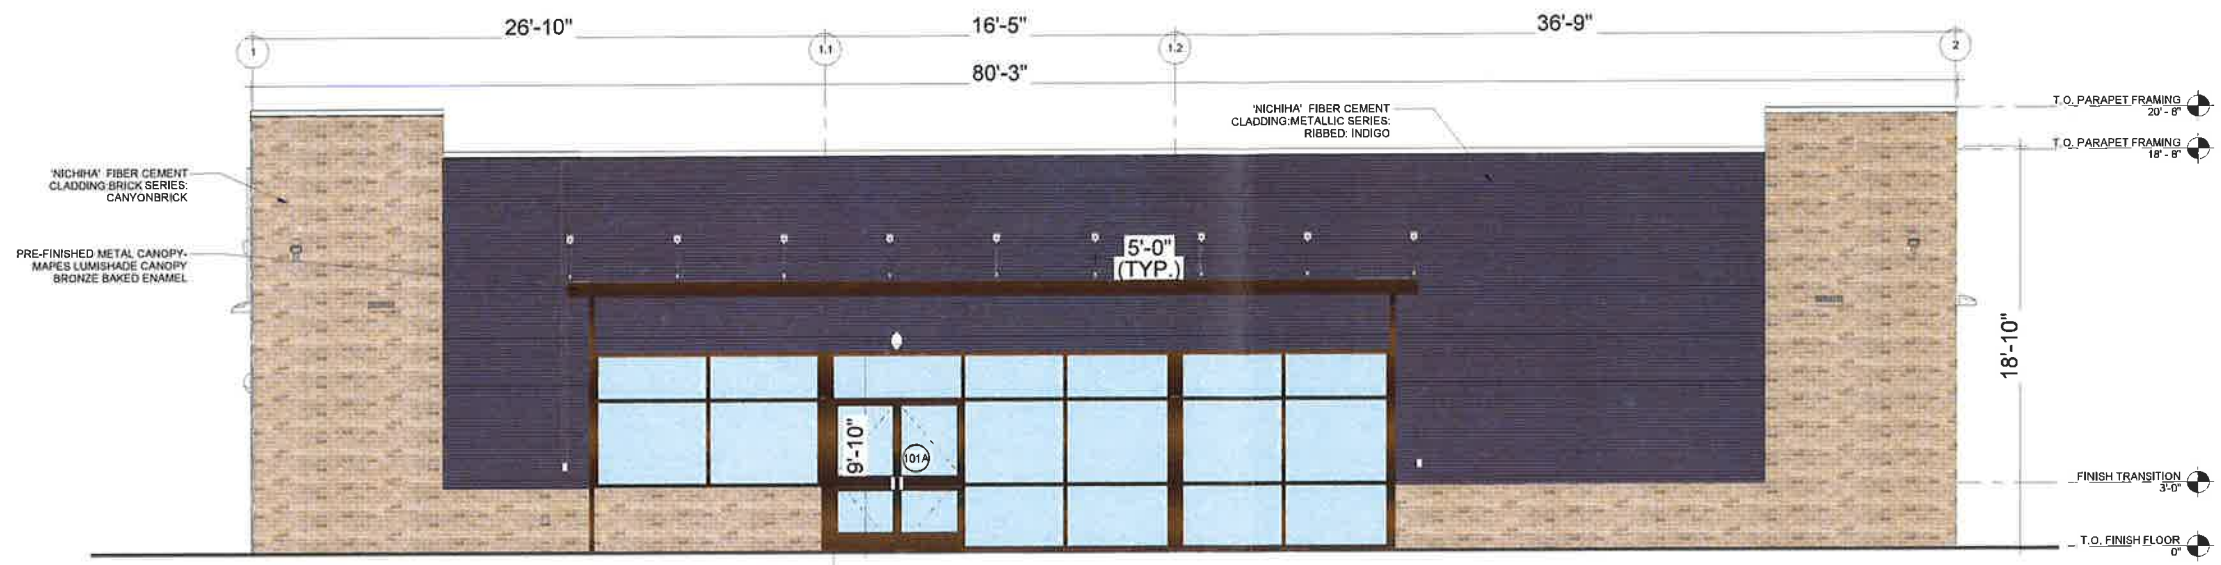 26'-10"
16'-5"
36'-9"
1
1.1
1.2
2
80'-3"
'NICHIHA' FIBER CEMENT
CLADDING:METALLIC SERIES:
RIBBED: INDIGO
T.O. PARAPET FRAMING
20' - 8"
T.O. PARAPET FRAMING
18' - 8"
'NICHIHA' FIBER CEMENT
CLADDING:BRICK SERIES:
CANYONBRICK
PRE-FINISHED METAL CANOPY-
MAPES LUMISHADE CANOPY
BRONZE BAKED ENAMEL
5'-0"
(TYP.)
18'-10"
9'-10"
101A
FINISH TRANSITION
3'-0"
T.O. FINISH FLOOR
0"